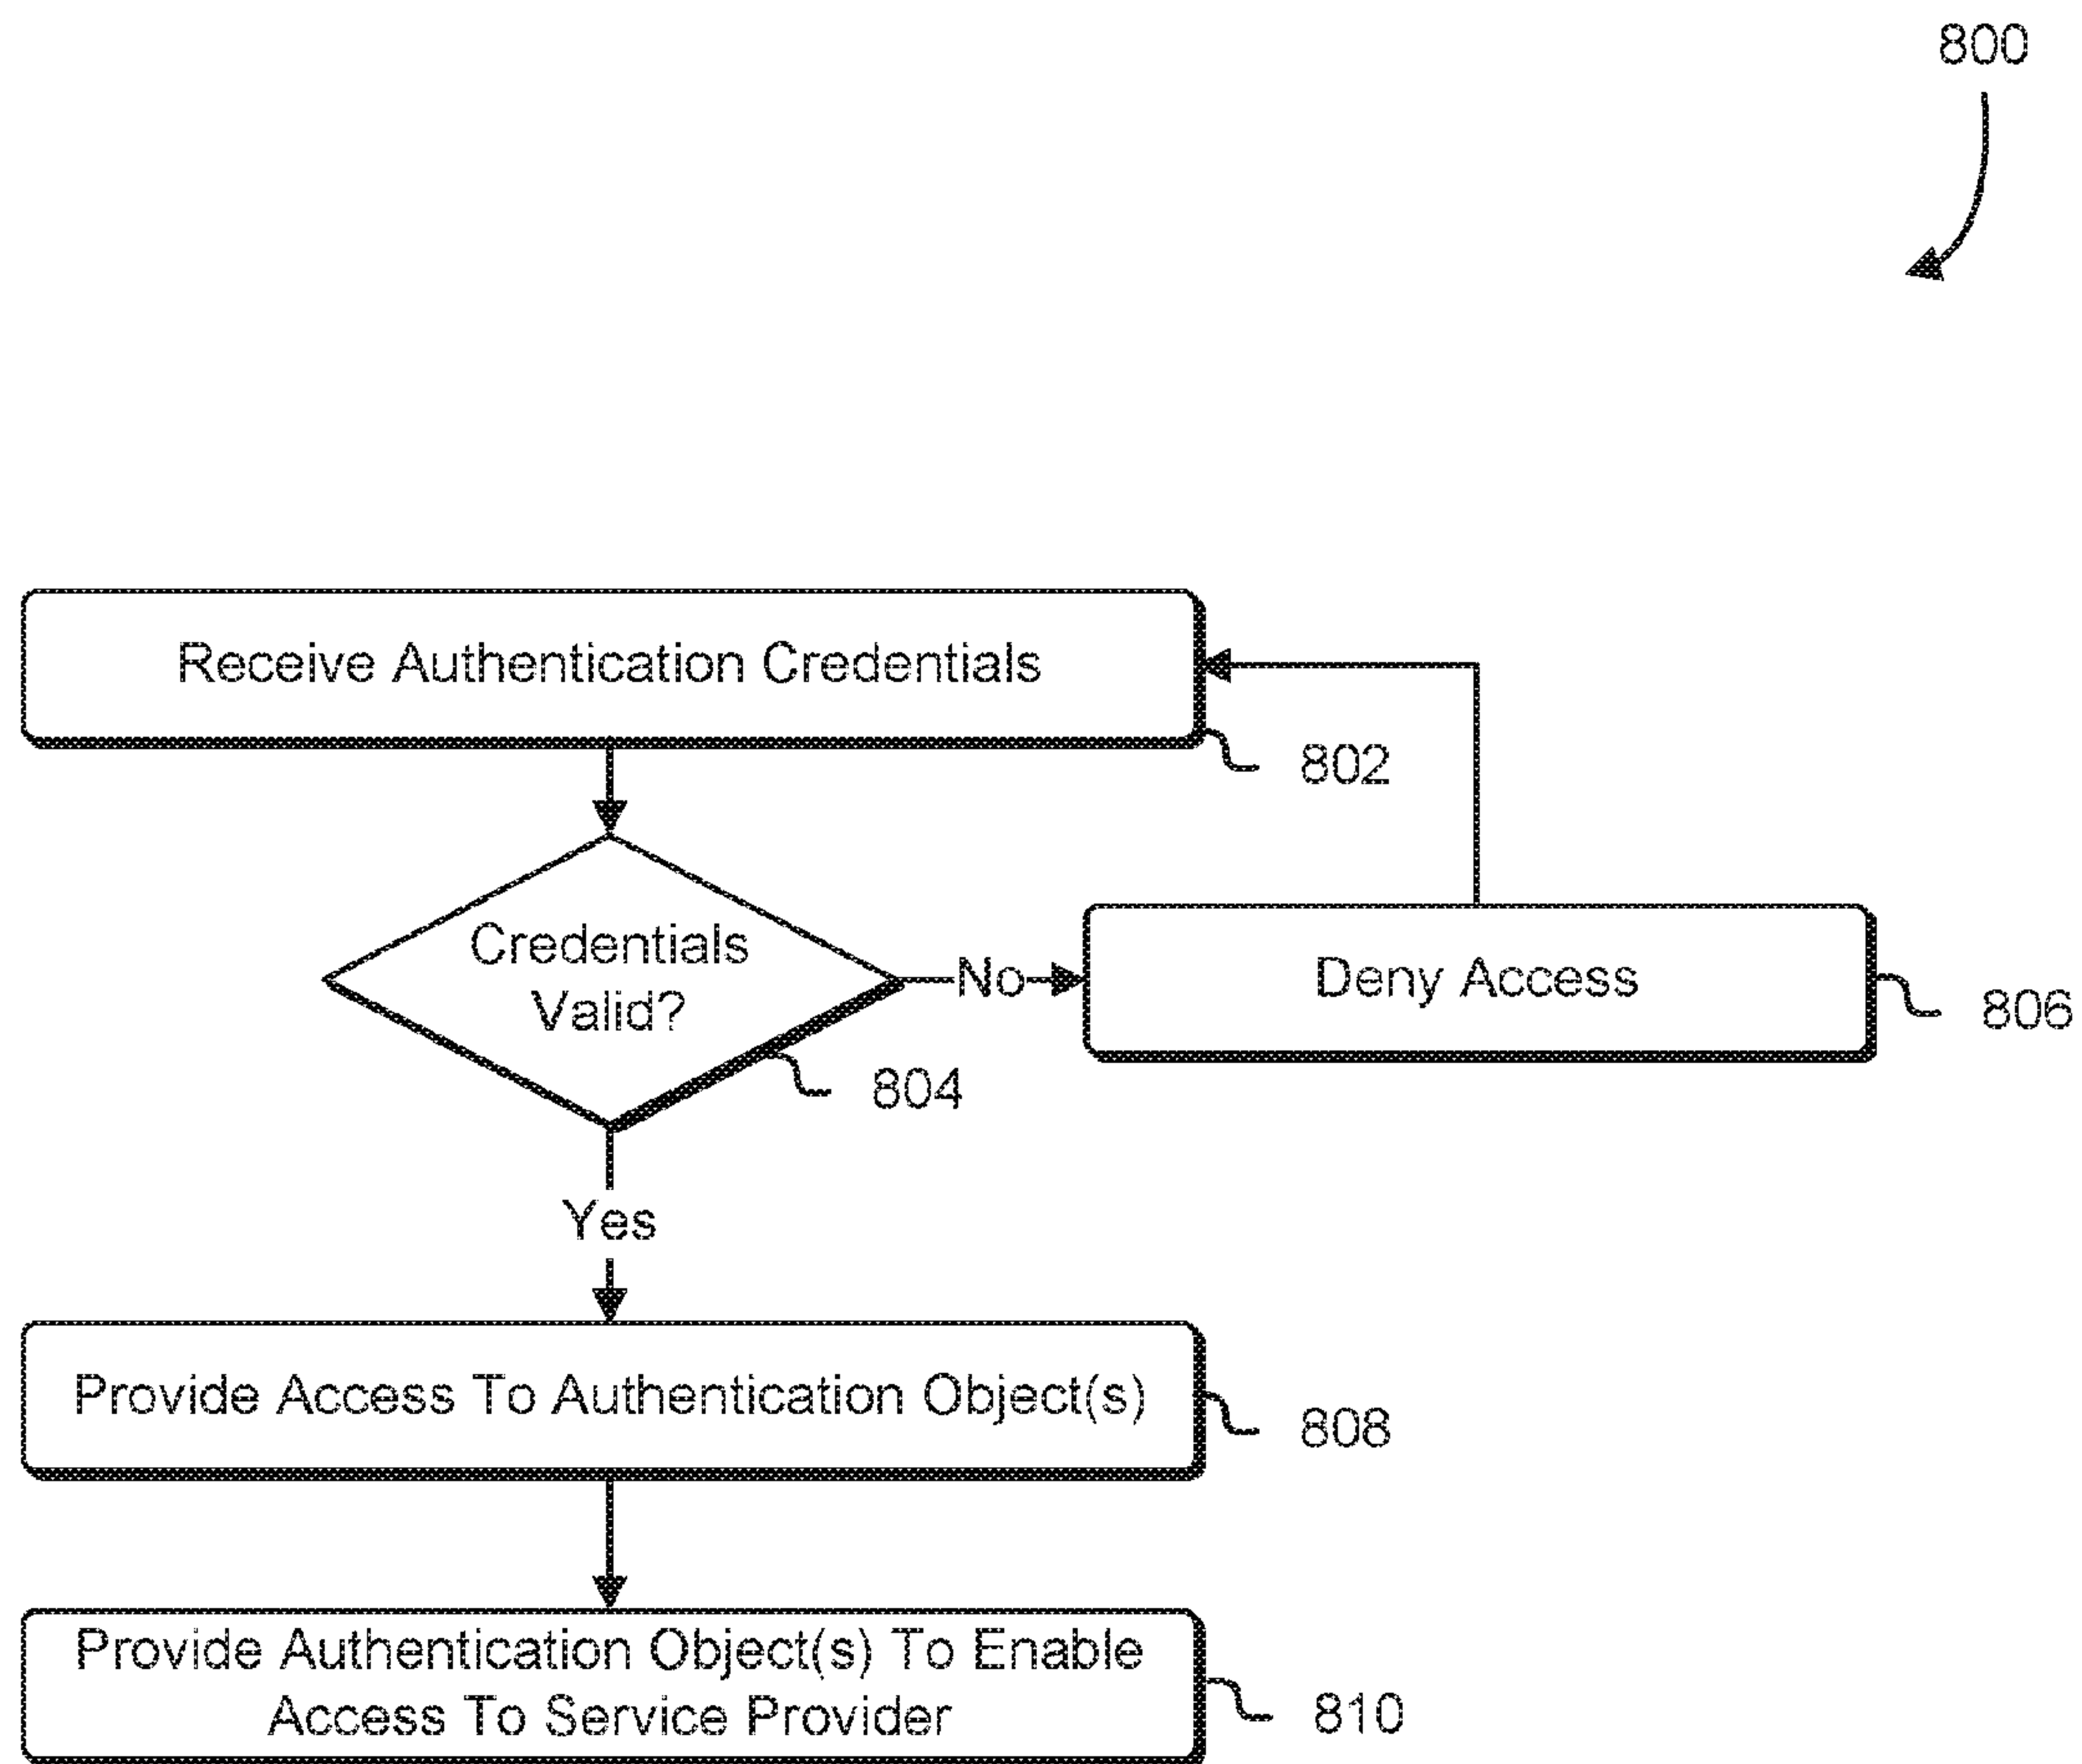 800
Receive Authentication Credentials
802
Credentials
Valid?
No
Deny Access
806
804
Yes
Provide Access To Authentication Object(s)
808
Provide Authentication Object(s) To Enable
Access To Service Provider
810